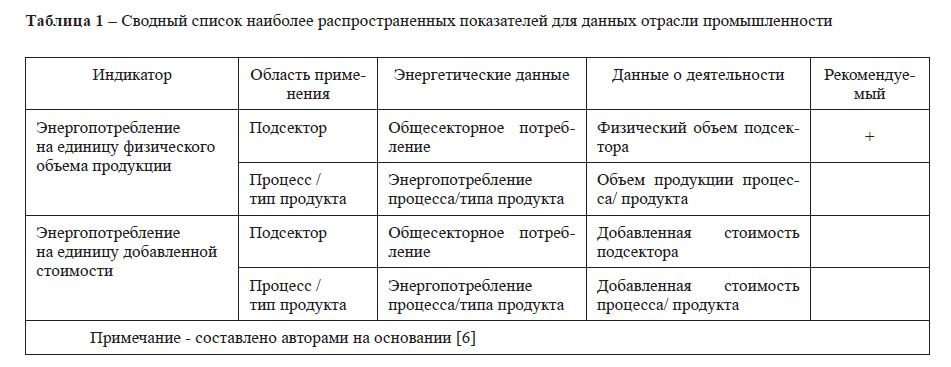 Таблица 1 – Сводный список наиболее распространенных показателей для данных отрасли промышленности
Индикатор
Область приме-
нения
Энергетические данные
Данные о деятельности
Рекомендуе-
мый
Энергопотребление
на единицу физического
объема продукции
Подсектор
Общесекторное потреб-
ление
Физический объем подсек-
тора
+
Процесс /
тип продукта
Энергопотребление
процесса/типа продукта
Объем продукции процес-
са/ продукта
Энергопотребление
на единицу добавленной
стоимости
Подсектор
Общесекторное потреб-
ление
Добавленная стоимость
подсектора
Процесс /
тип продукта
Энергопотребление
процесса/типа продукта
Добавленная стоимость
процесса/ продукта
Примечание - составлено авторами на основании [6]